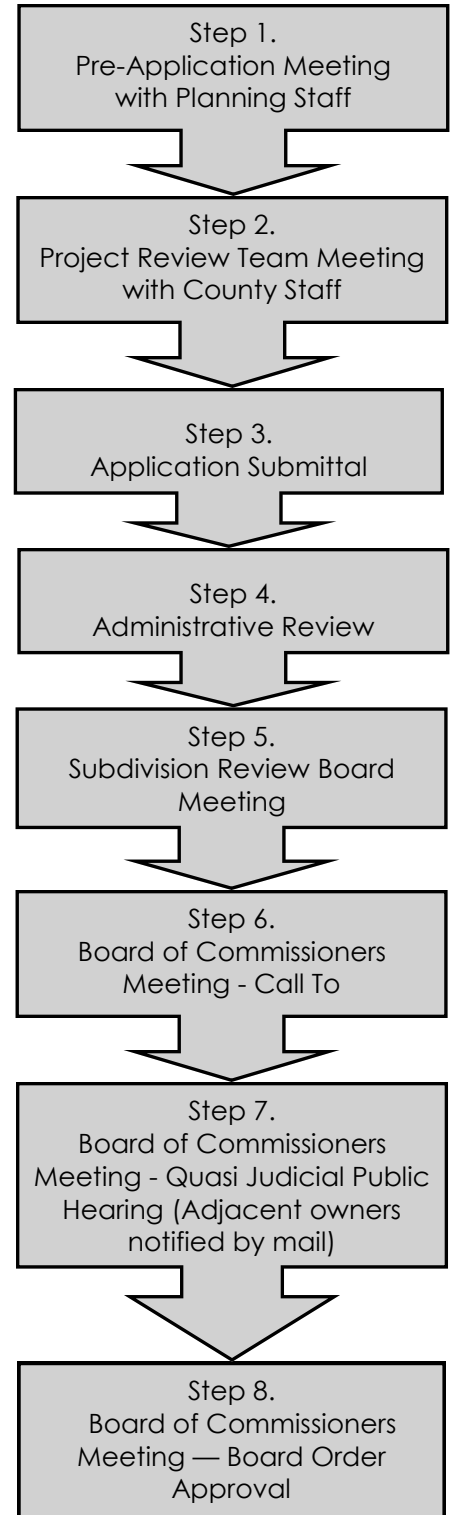 Step 1.
Pre-Application Meeting
with Planning Staff
Step 2.
Project Review Team Meeting
with County Staff
Step 3.
Application Submittal
Step 4.
Administrative Review
Step 5.
Subdivision Review Board
Meeting
Step 6.
Board of Commissioners
Meeting - Call To
Step 7.
Board of Commissioners
Meeting - Quasi Judicial Public
Hearing (Adjacent owners
notified by mail)
Step 8.
Board of Commissioners
Meeting — Board Order
Approval